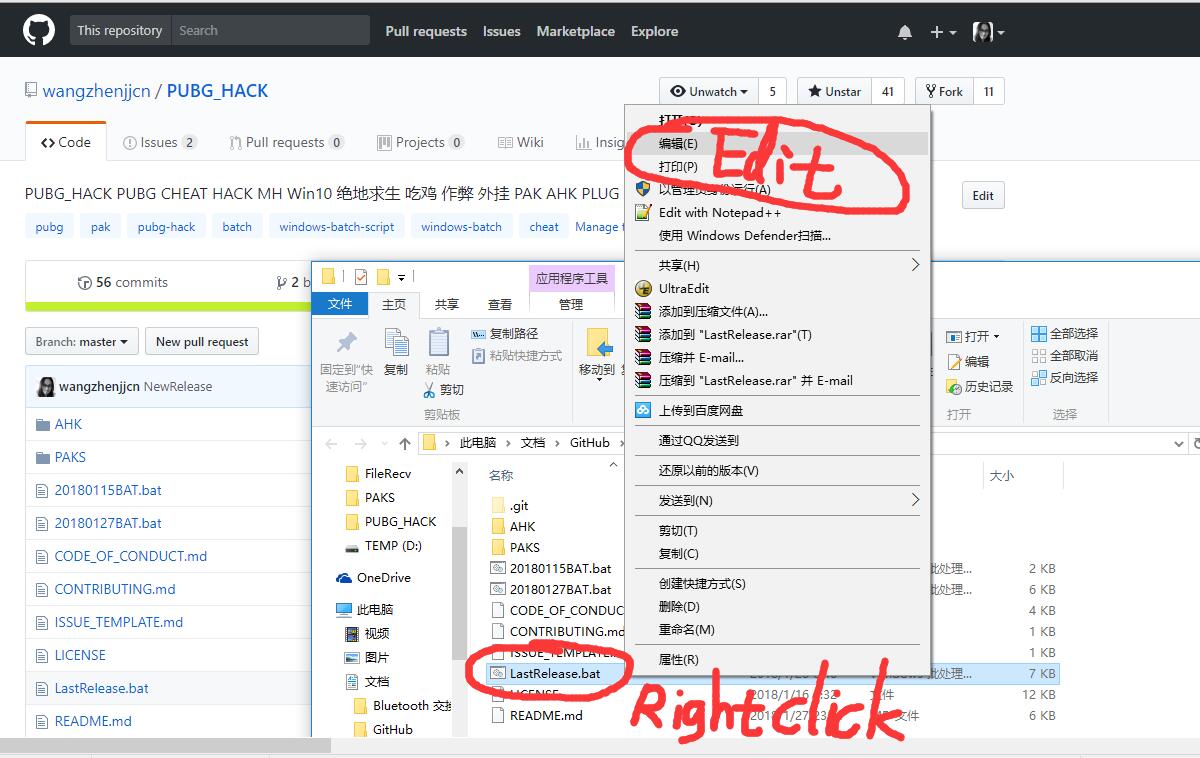 This repository
Search
Pull requests
Issues
Marketplace
Explore
wangzhenjjcn / PUBG_HACK
Unwatch
5
Unstar
41
Fork
11
Code
Issues 2
Pull requests 0
Projects 0
Wiki
Insig
PUBG_HACK PUBG CHEAT HACK MH Win10 绝地求生 吃鸡 作弊 外挂 PAK AHK PLUG
Edit
pubg
pak
pubg-hack
batch
windows-batch-script
windows-batch
cheat
Manage
56 commits
2 b
Branch: master
New pull request
wangzhenjjcn NewRelease
AHK
PAKS
20180115BAT.bat
20180127BAT.bat
CODE_OF_CONDUCT.md
CONTRIBUTING.md
ISSUE_TEMPLATE.md
LICENSE
LastRelease.bat
README.md
应用程序工具
文件
主页
共享
查看
管理
固定到"快
速访问"
复制
粘贴
复制路径
粘贴快捷方式
剪切
剪贴板
移动到
打开
编辑
历史记录
打开
全部选择
全部取消
反向选择
选择
此电脑
文档
GitHub
FileRecv
PAKS
PUBG_HACK
TEMP (D:)
OneDrive
此电脑
视频
图片
文档
Bluetooth 交换
GitHub
名称
大小
.git
AHK
PAKS
20180115BAT.bat
批处理...
2 KB
20180127BAT.bat
批处理...
6 KB
CODE_OF_CONDUC
4 KB
CONTRIBUTING.md
1 KB
ISSUE_TEMPLATE.
1 KB
LastRelease.bat
批处理...
7 KB
LICENSE
2018/1/16
文件
12 KB
README.md
2018/1/27
文件
6 KB
打开(O)
编辑(E)
打印(P)
以管理员身份运行(A)
Edit with Notepad++
使用 Windows Defender扫描...
共享(H)
UltraEdit
添加到压缩文件(A)...
添加到 "LastRelease.rar"(T)
压缩并 E-mail...
压缩到 "LastRelease.rar" 并 E-mail
上传到百度网盘
通过QQ发送到
还原以前的版本(V)
发送到(N)
剪切(T)
复制(C)
创建快捷方式(S)
删除(D)
重命名(M)
属性(R)
Edit
Right click